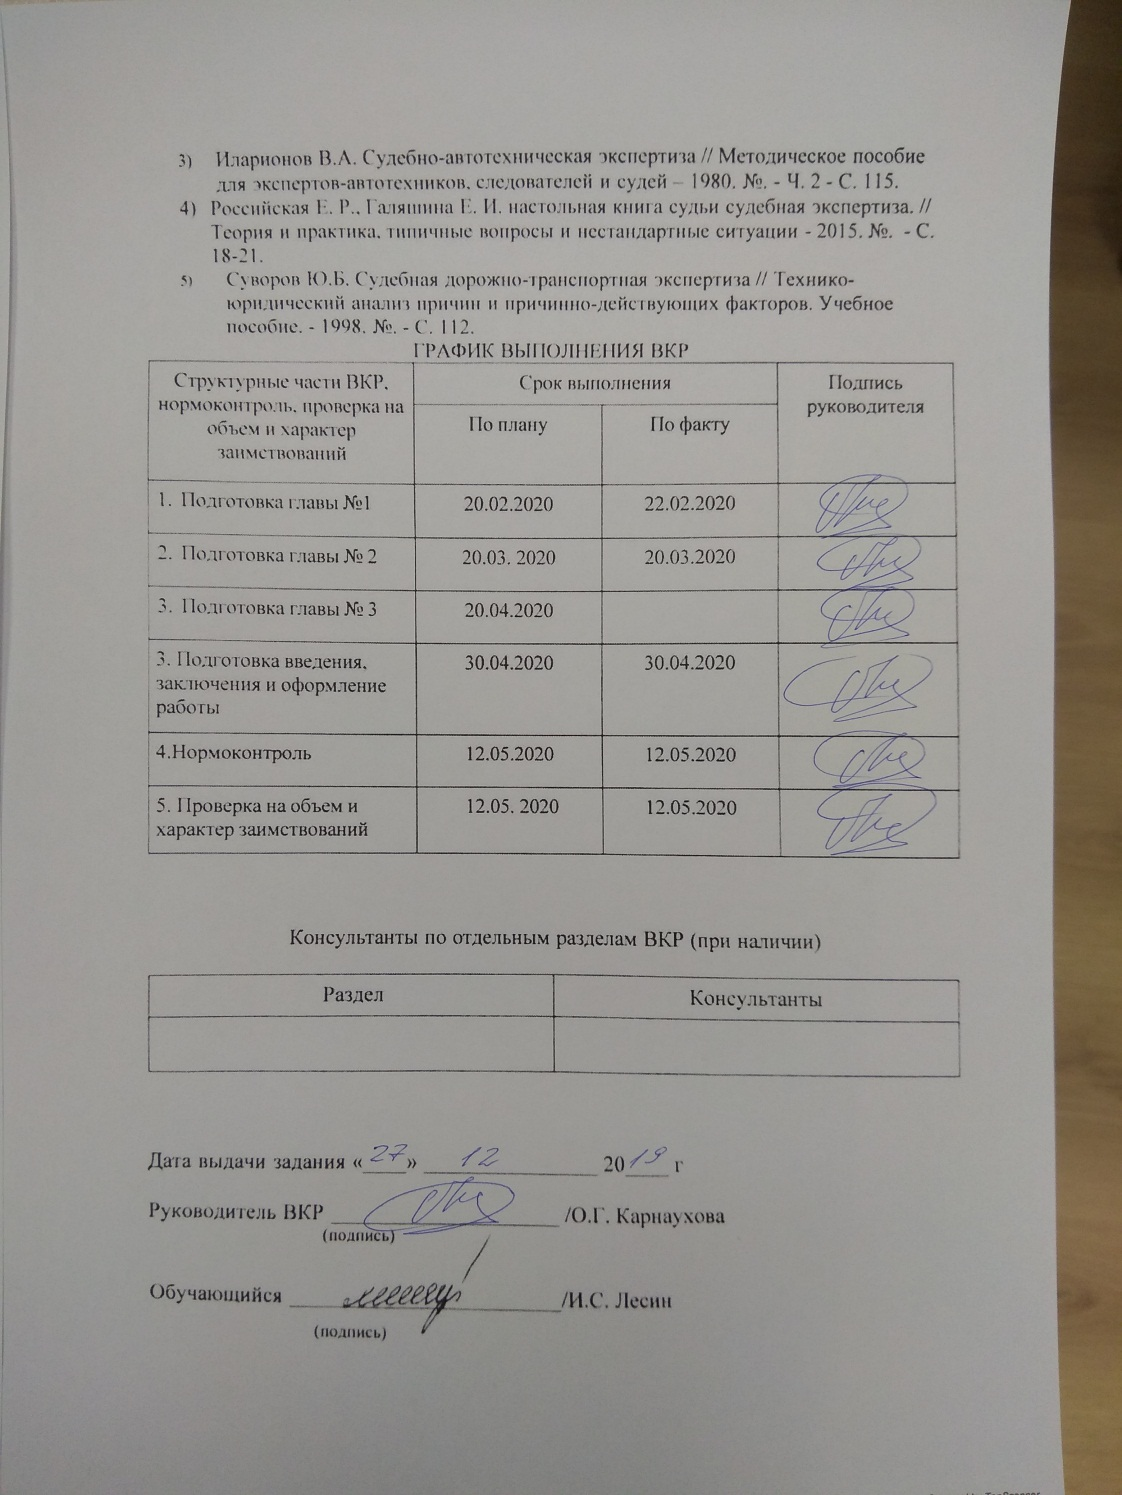 3) Иларионов В.А. Судебно-автотехническая экспертиза // Методическое пособие
для экспертов-автотехников, следователей и судей – 1980. №. - Ч. 2 - С. 115.
4) Российская Е. Р., Галяшина Е. И. настольная книга судьи судебная экспертиза. //
Теория и практика, типичные вопросы и нестандартные ситуации - 2015. №. - С.
18-21.
5) Суворов Ю.Б. Судебная дорожно-транспортная экспертиза // Технико-
юридический анализ причин и причинно-действующих факторов. Учебное
пособие. - 1998. №. - С. 112.
ГРАФИК ВЫПОЛНЕНИЯ ВКР
Структурные части ВКР, Срок выполнения Подпись
нормоконтроль, проверка на руководителя
объем и характер По плану По факту
заимствований
1. Подготовка главы №1 20.02.2020 22.02.2020
2. Подготовка главы № 2 20.03. 2020 20.03.2020
3. Подготовка главы № 3 20.04.2020
3. Подготовка введения, 30.04.2020 30.04.2020
заключения и оформление
работы
4.Нормоконтроль 12.05.2020 12.05.2020
5. Проверка на объем и 12.05. 2020 12.05.2020
характер заимствований
Консультанты по отдельным разделам ВКР (при наличии)
Раздел Консультанты
Дата выдачи задания «27» 12 2019 г
Руководитель ВКР /О.Г. Карнаухова
(подпись)
Обучающийся /И.С. Лесин
(подпись)